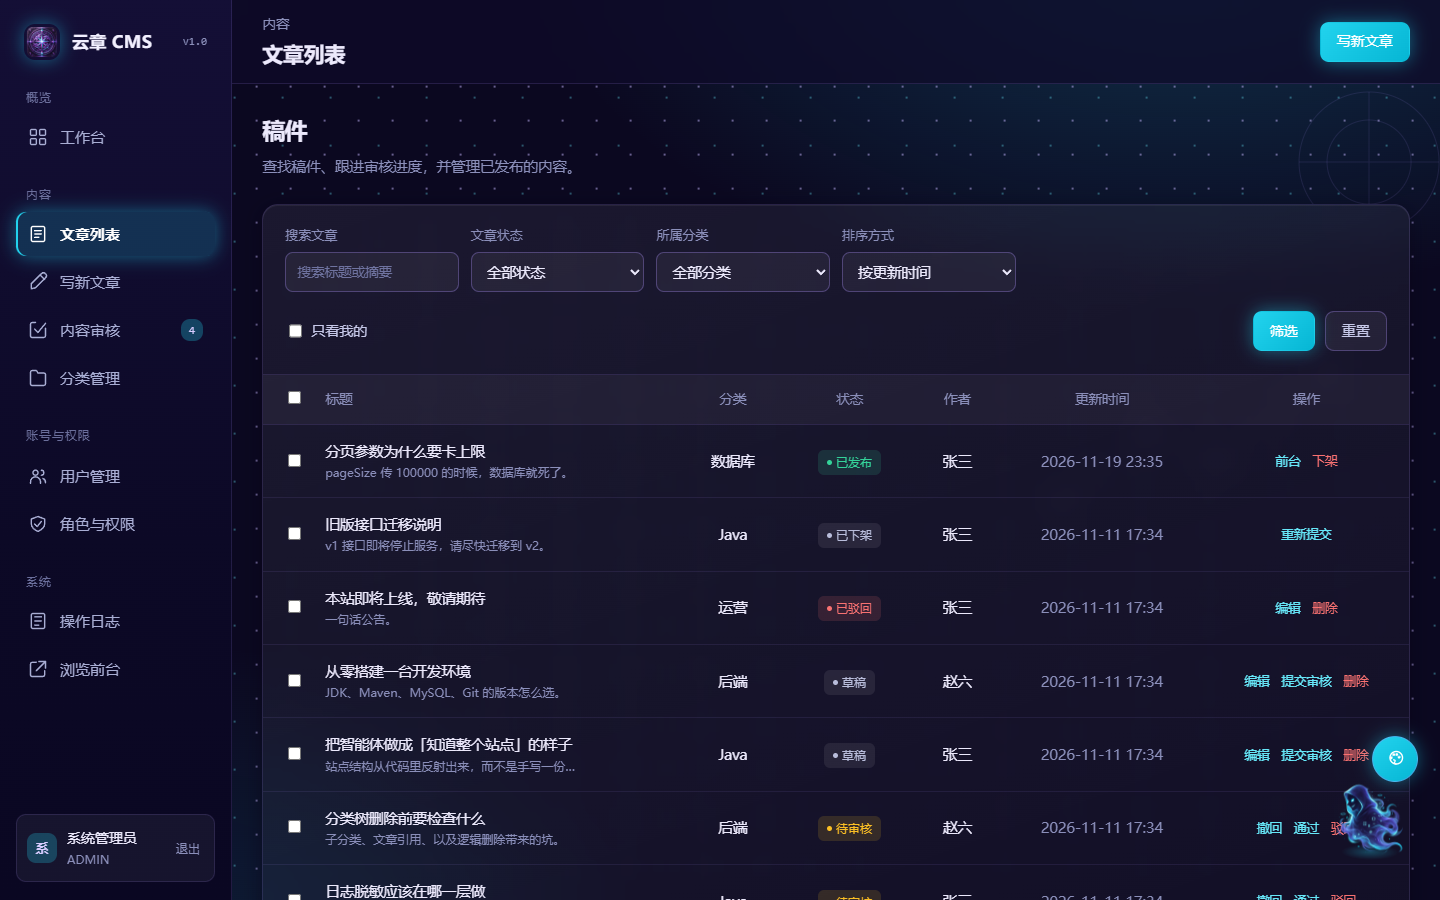 云章 CMS v1.0
概览
工作台
内容
文章列表
写新文章
内容审核 4
分类管理
账号与权限
用户管理
角色与权限
系统
操作日志
浏览前台
系 系统管理员
ADMIN
退出
内容
文章列表
写新文章
稿件
查找稿件、跟进审核进度，并管理已发布的内容。
搜索文章 文章状态 所属分类 排序方式
搜索标题或摘要 全部状态 全部分类 按更新时间
只看我的 筛选 重置
标题 分类 状态 作者 更新时间 操作
分页参数为什么要卡上限
pageSize 传 100000 的时候，数据库就死了。
数据库 已发布 张三 2026-11-19 23:35 前台 下架
旧版接口迁移说明
v1 接口即将停止服务，请尽快迁移到 v2。
Java 已下架 张三 2026-11-11 17:34 重新提交
本站即将上线，敬请期待
一句话公告。
运营 已驳回 张三 2026-11-11 17:34 编辑 删除
从零搭建一台开发环境
JDK、Maven、MySQL、Git 的版本怎么选。
后端 草稿 赵六 2026-11-11 17:34 编辑 提交审核 删除
把智能体做成「知道整个站点」的样子
站点结构从代码里反射出来，而不是手写一份...
Java 草稿 张三 2026-11-11 17:34 编辑 提交审核 删除
分类树删除前要检查什么
子分类、文章引用、以及逻辑删除带来的坑。
后端 待审核 赵六 2026-11-11 17:34 撤回 通过 驳
日志脱敏应该在哪一层做
Java 待审核 张三 2026-11-11 17:34 撤回 通过 驳回